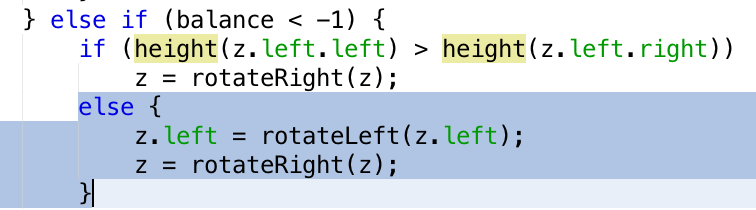 } else if (balance < -1) {
if (height(z.left.left) > height(z.left.right))
z = rotateRight(z);
else {
z.left = rotateLeft(z.left);
z = rotateRight(z);
}